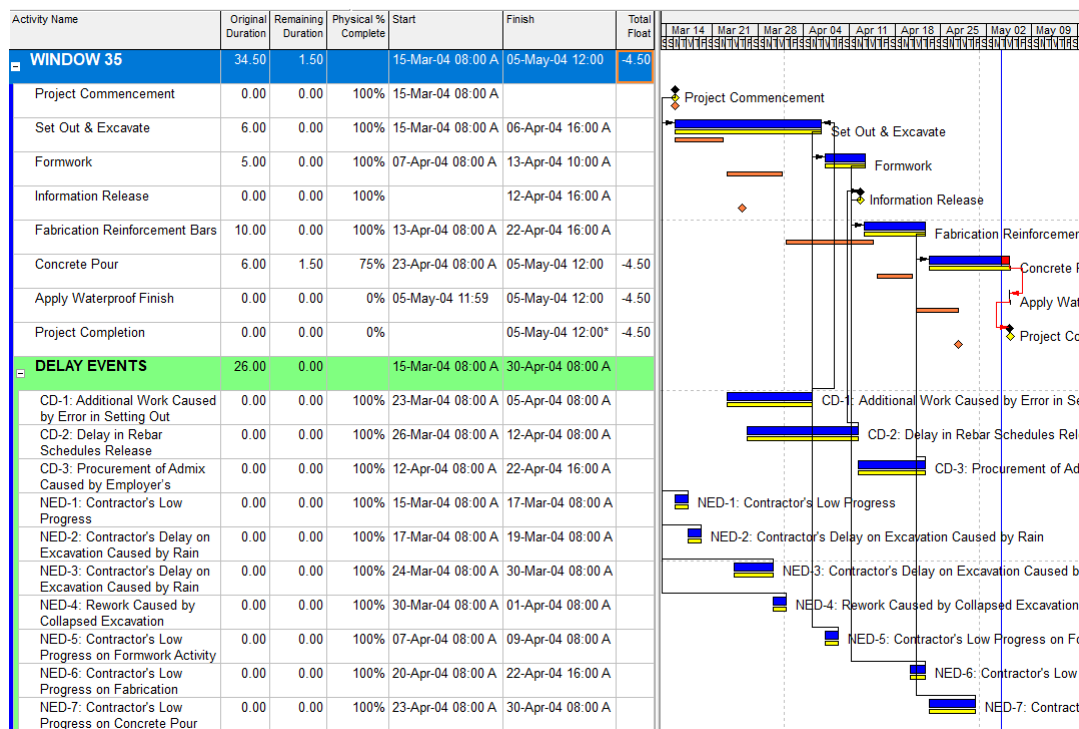 Activity Name Original Remaining Physical % Start Finish Total
Duration Duration Complete Float
Mar 14 Mar 21 Mar 28 Apr 04 Apr 11 Apr 18 Apr 25 May 02 May 09
WINDOW 35 34.50 1.50 15-Mar-04 08:00 A 05-May-04 12:00 -4.50
Project Commencement 0.00 0.00 100% 15-Mar-04 08:00 A Project Commencement
Set Out & Excavate 6.00 0.00 100% 15-Mar-04 08:00 A 06-Apr-04 16:00 A Set Out & Excavate
Formwork 5.00 0.00 100% 07-Apr-04 08:00 A 13-Apr-04 10:00 A Formwork
Information Release 0.00 0.00 100% 12-Apr-04 16:00 A Information Release
Fabrication Reinforcement Bars 10.00 0.00 100% 13-Apr-04 08:00 A 22-Apr-04 16:00 A Fabrication Reinforcemen
Concrete Pour 6.00 1.50 75% 23-Apr-04 08:00 A 05-May-04 12:00 -4.50 Concrete P
Apply Waterproof Finish 0.00 0.00 0% 05-May-04 11:59 05-May-04 12:00 -4.50 Apply Wat
Project Completion 0.00 0.00 0% 05-May-04 12:00* -4.50 Project Co
DELAY EVENTS 26.00 0.00 15-Mar-04 08:00 A 30-Apr-04 08:00 A
CD-1: Additional Work Caused 0.00 0.00 100% 23-Mar-04 08:00 A 05-Apr-04 08:00 A CD-1: Additional Work Caused by Error in Se
by Error in Setting Out
CD-2: Delay in Rebar 0.00 0.00 100% 26-Mar-04 08:00 A 12-Apr-04 08:00 A CD-2: Delay in Rebar Schedules Rel
Schedules Release
CD-3: Procurement of Admix 0.00 0.00 100% 12-Apr-04 08:00 A 22-Apr-04 16:00 A CD-3: Procurement of Ad
Caused by Employer's
NED-1: Contractor's Low 0.00 0.00 100% 15-Mar-04 08:00 A 17-Mar-04 08:00 A NED-1: Contractor's Low Progress
Progress
NED-2: Contractor's Delay on 0.00 0.00 100% 17-Mar-04 08:00 A 19-Mar-04 08:00 A NED-2: Contractor's Delay on Excavation Caused by Rain
Excavation Caused by Rain
NED-3: Contractor's Delay on 0.00 0.00 100% 24-Mar-04 08:00 A 30-Mar-04 08:00 A NED-3: Contractor's Delay on Excavation Caused b
Excavation Caused by Rain
NED-4: Rework Caused by 0.00 0.00 100% 30-Mar-04 08:00 A 01-Apr-04 08:00 A NED-4: Rework Caused by Collapsed Excavation
Collapsed Excavation
NED-5: Contractor's Low 0.00 0.00 100% 07-Apr-04 08:00 A 09-Apr-04 08:00 A NED-5: Contractor's Low Progress on Fo
Progress on Formwork Activity
NED-6: Contractor's Low 0.00 0.00 100% 20-Apr-04 08:00 A 22-Apr-04 16:00 A NED-6: Contractor's Low
Progress on Fabrication
NED-7: Contractor's Low 0.00 0.00 100% 23-Apr-04 08:00 A 30-Apr-04 08:00 A NED-7: Contract
Progress on Concrete Pour